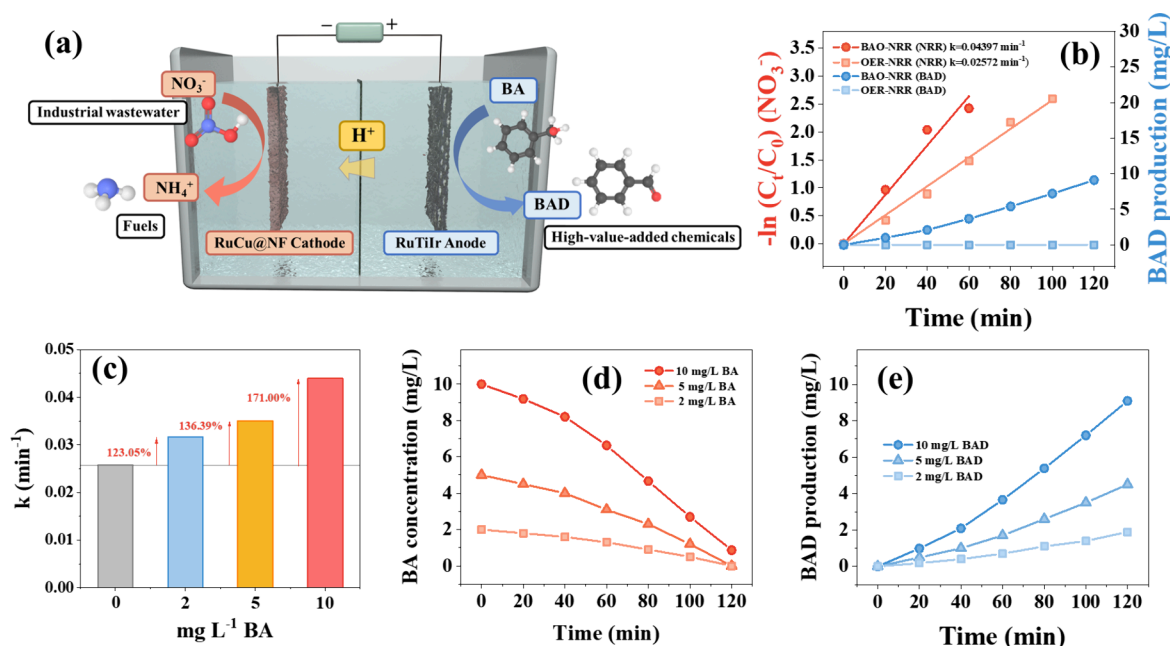 (a)
− +
NO₃⁻
Industrial wastewater
NH₄⁺
Fuels
RuCu@NF Cathode
H⁺
BA
BAD
RuTiIr Anode
High-value-added chemicals
(b)
BAO-NRR (NRR) k=0.04397 min⁻¹
OER-NRR (NRR) k=0.02572 min⁻¹)
BAO-NRR (BAD)
OER-NRR (BAD)
-ln (Cₜ/C₀) (NO₃⁻)
3.5
3.0
2.5
2.0
1.5
1.0
0.5
0.0
BAD production (mg/L)
30
25
20
15
10
5
0
0 20 40 60 80 100 120
Time (min)
(c)
k (min⁻¹)
0.05
0.04
0.03
0.02
0.01
0.00
123.05%
136.39%
171.00%
0 2 5 10
mg L⁻¹ BA
(d)
10 mg/L BA
5 mg/L BA
2 mg/L BA
BA concentration (mg/L)
10
8
6
4
2
0
0 20 40 60 80 100 120
Time (min)
(e)
10 mg/L BAD
5 mg/L BAD
2 mg/L BAD
BAD production (mg/L)
10
8
6
4
2
0
0 20 40 60 80 100 120
Time (min)